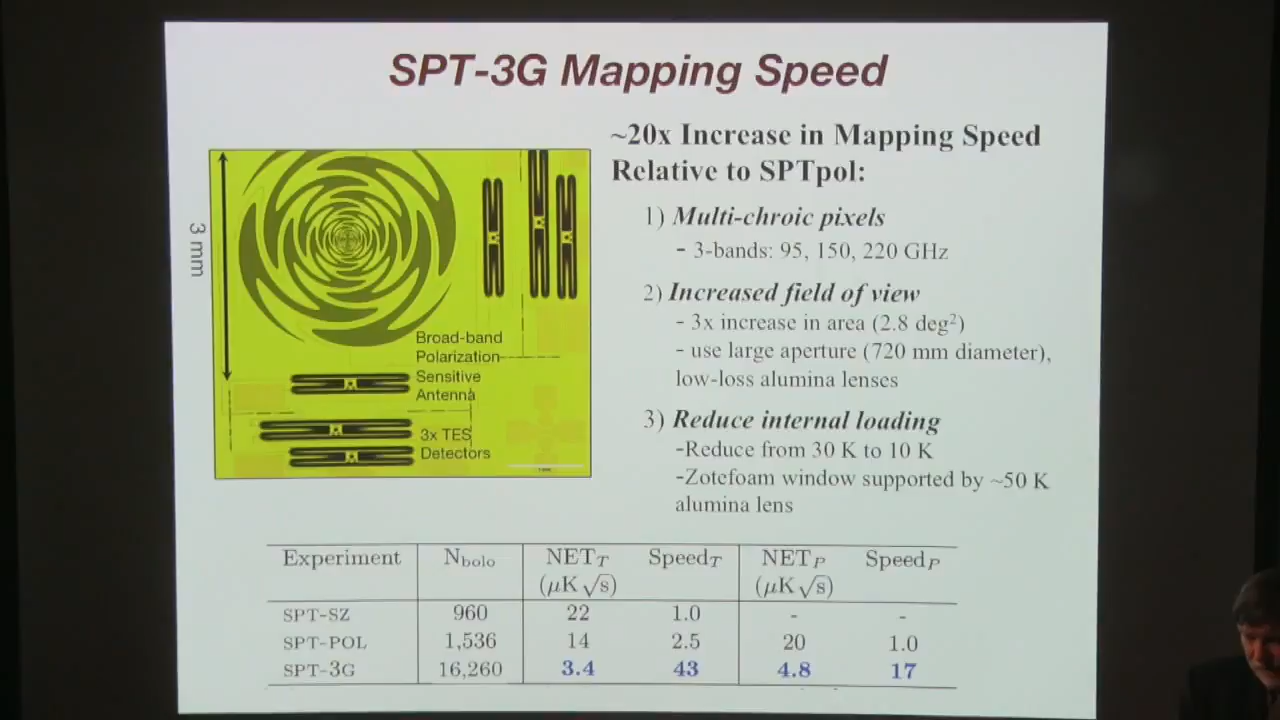 SPT-3G Mapping Speed
~20x Increase in Mapping Speed
Relative to SPTpol:
1) Multi-chroic pixels
- 3-bands: 95, 150, 220 GHz
2) Increased field of view
- 3x increase in area (2.8 deg²)
- use large aperture (720 mm diameter),
low-loss alumina lenses
3) Reduce internal loading
-Reduce from 30 K to 10 K
-Zotefoam window supported by ~50 K
alumina lens
3 mm
Broad-band
Polarization
Sensitive
Antenna
3x TES
Detectors
Experiment N_bolo NET_T Speed_T NET_P Speed_P
(μK√s) (μK√s)
SPT-SZ 960 22 1.0 - -
SPT-POL 1,536 14 2.5 20 1.0
SPT-3G 16,260 3.4 43 4.8 17